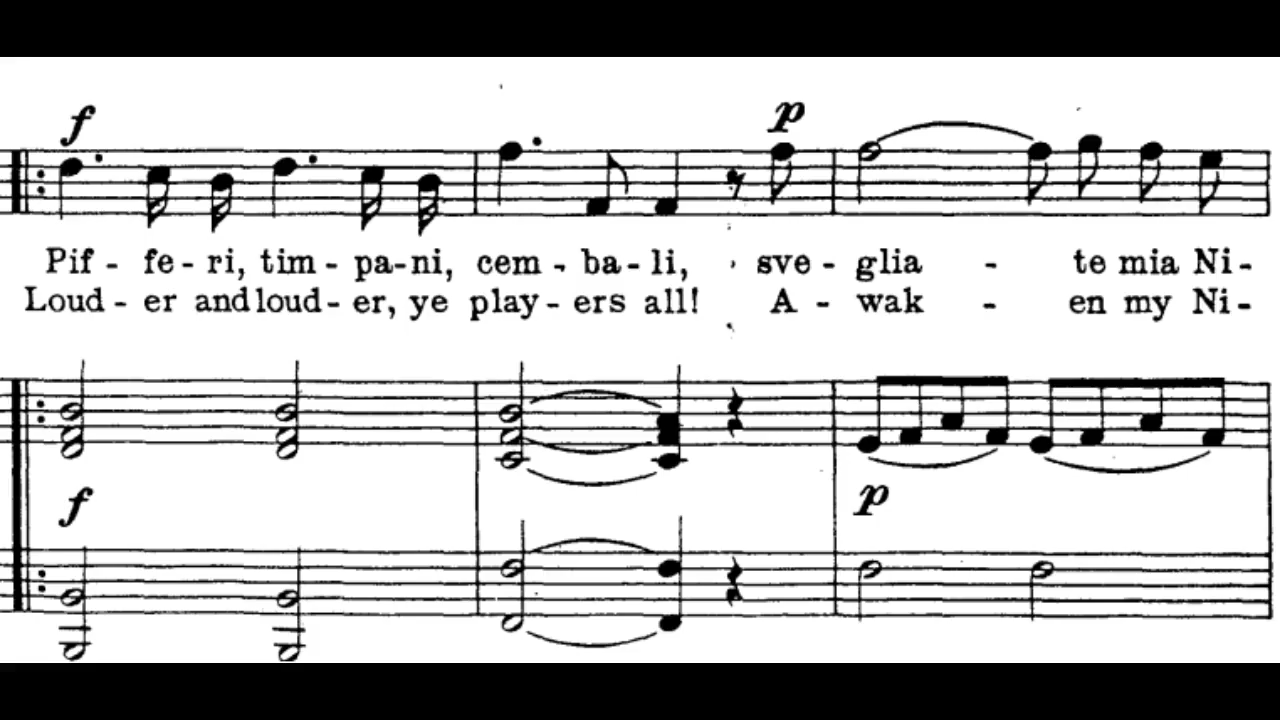 f p
Pif - fe - ri, tim - pa - ni, cem - ba - li, sve - glia - te mia Ni -
Loud - er and loud - er, ye play - ers all! A - wak - en my Ni -
f p